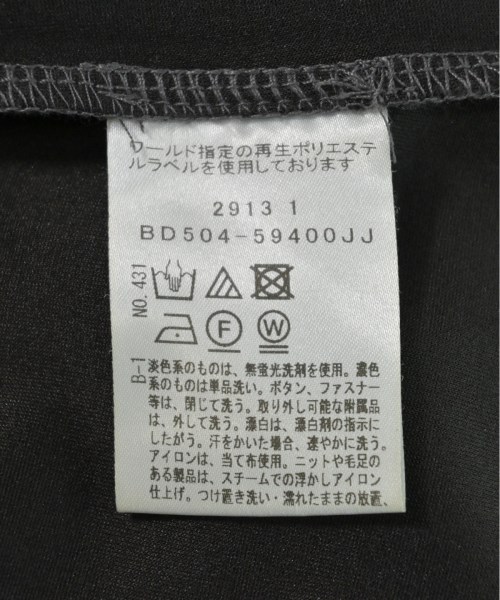 ワールド指定の再生ポリエステ
ルラベルを使用しております
2913 1
BD504-59400JJ
NO.431
F
W
B-1
淡色系のものは、無蛍光洗剤を使用。濃色
系のものは単品洗い。ボタン、ファスナー
等は、閉じて洗う。取り外し可能な附属品
は、外して洗う。漂白は、漂白剤の指示に
したがう。汗をかいた場合、速やかに洗う。
アイロンは、当て布使用。ニットや毛足の
ある製品は、スチームでの浮かしアイロン
仕上げ。つけ置き洗い・濡れたままの放置、